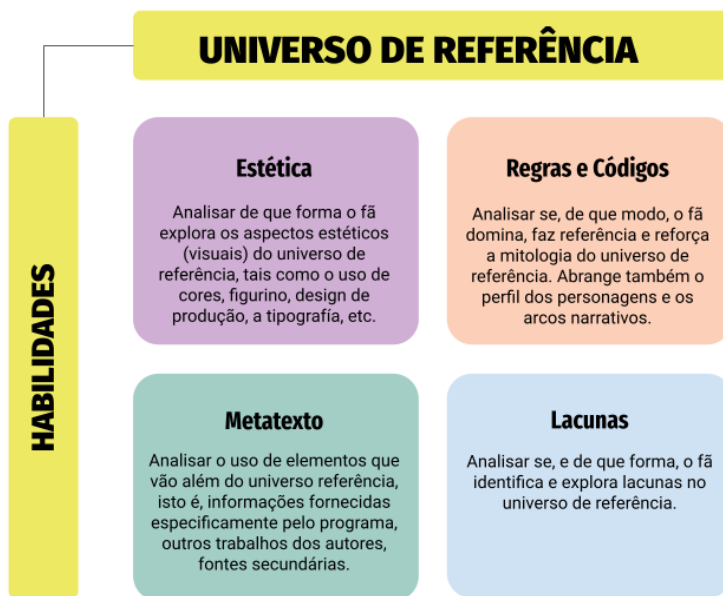 UNIVERSO DE REFERÊNCIA
HABILIDADES
Estética
Analisar de que forma o fã
explora os aspectos estéticos
(visuais) do universo de
referência, tais como o uso de
cores, figurino, design de
produção, a tipografía, etc.
Regras e Códigos
Analisar se, de que modo, o fã
domina, faz referência e reforça
a mitologia do universo de
referência. Abrange também o
perfil dos personagens e os
arcos narrativos.
Metatexto
Analisar o uso de elementos que
vão além do universo referência,
isto é, informações fornecidas
especificamente pelo programa,
outros trabalhos dos autores,
fontes secundárias.
Lacunas
Analisar se, e de que forma, o fã
identifica e explora lacunas no
universo de referência.